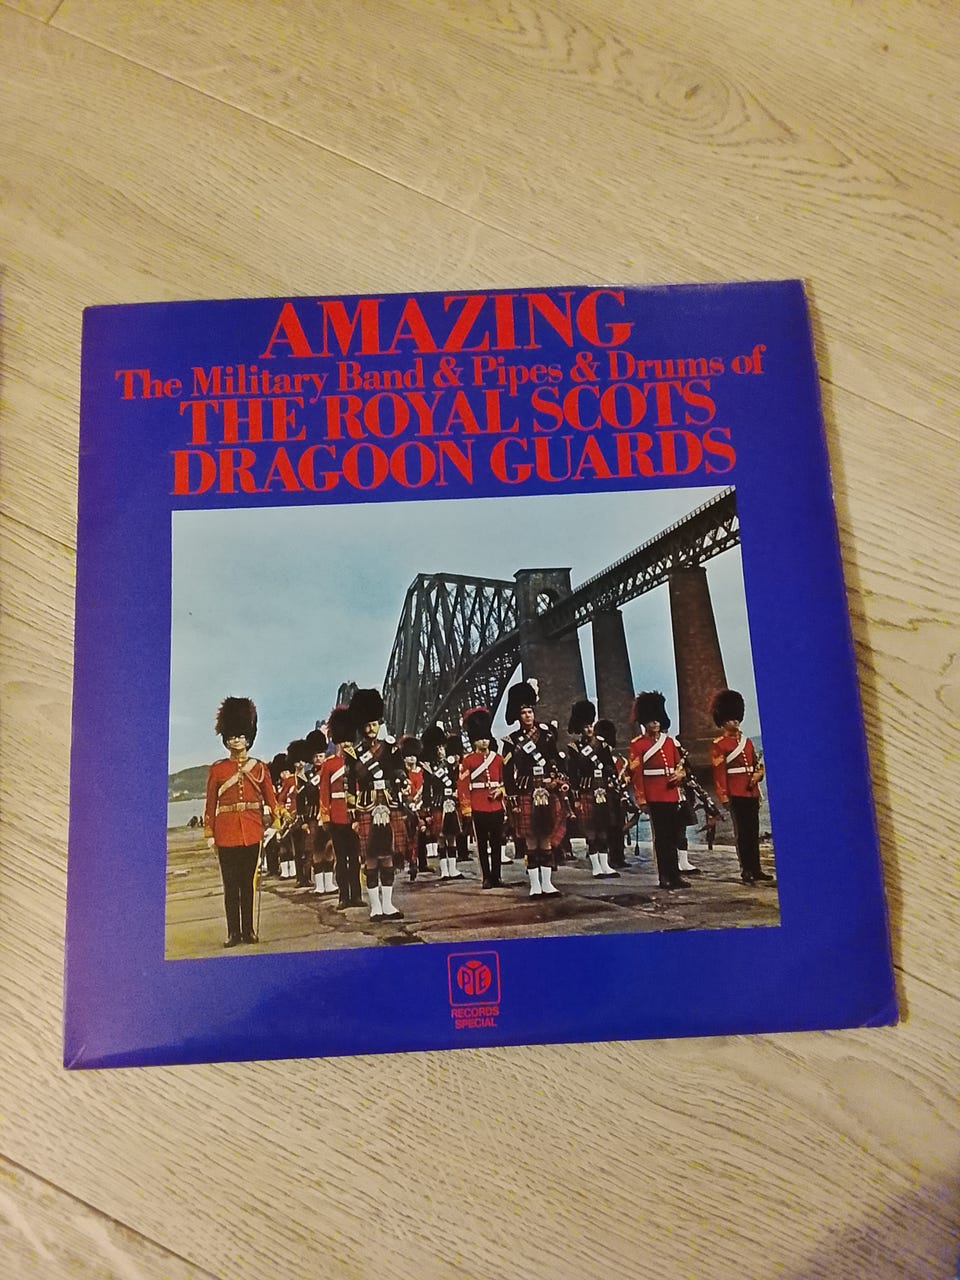 AMAZING
The Military Band & Pipes & Drums of
THE ROYAL SCOTS
DRAGOON GUARDS
PYE
RECORDS
SPECIAL